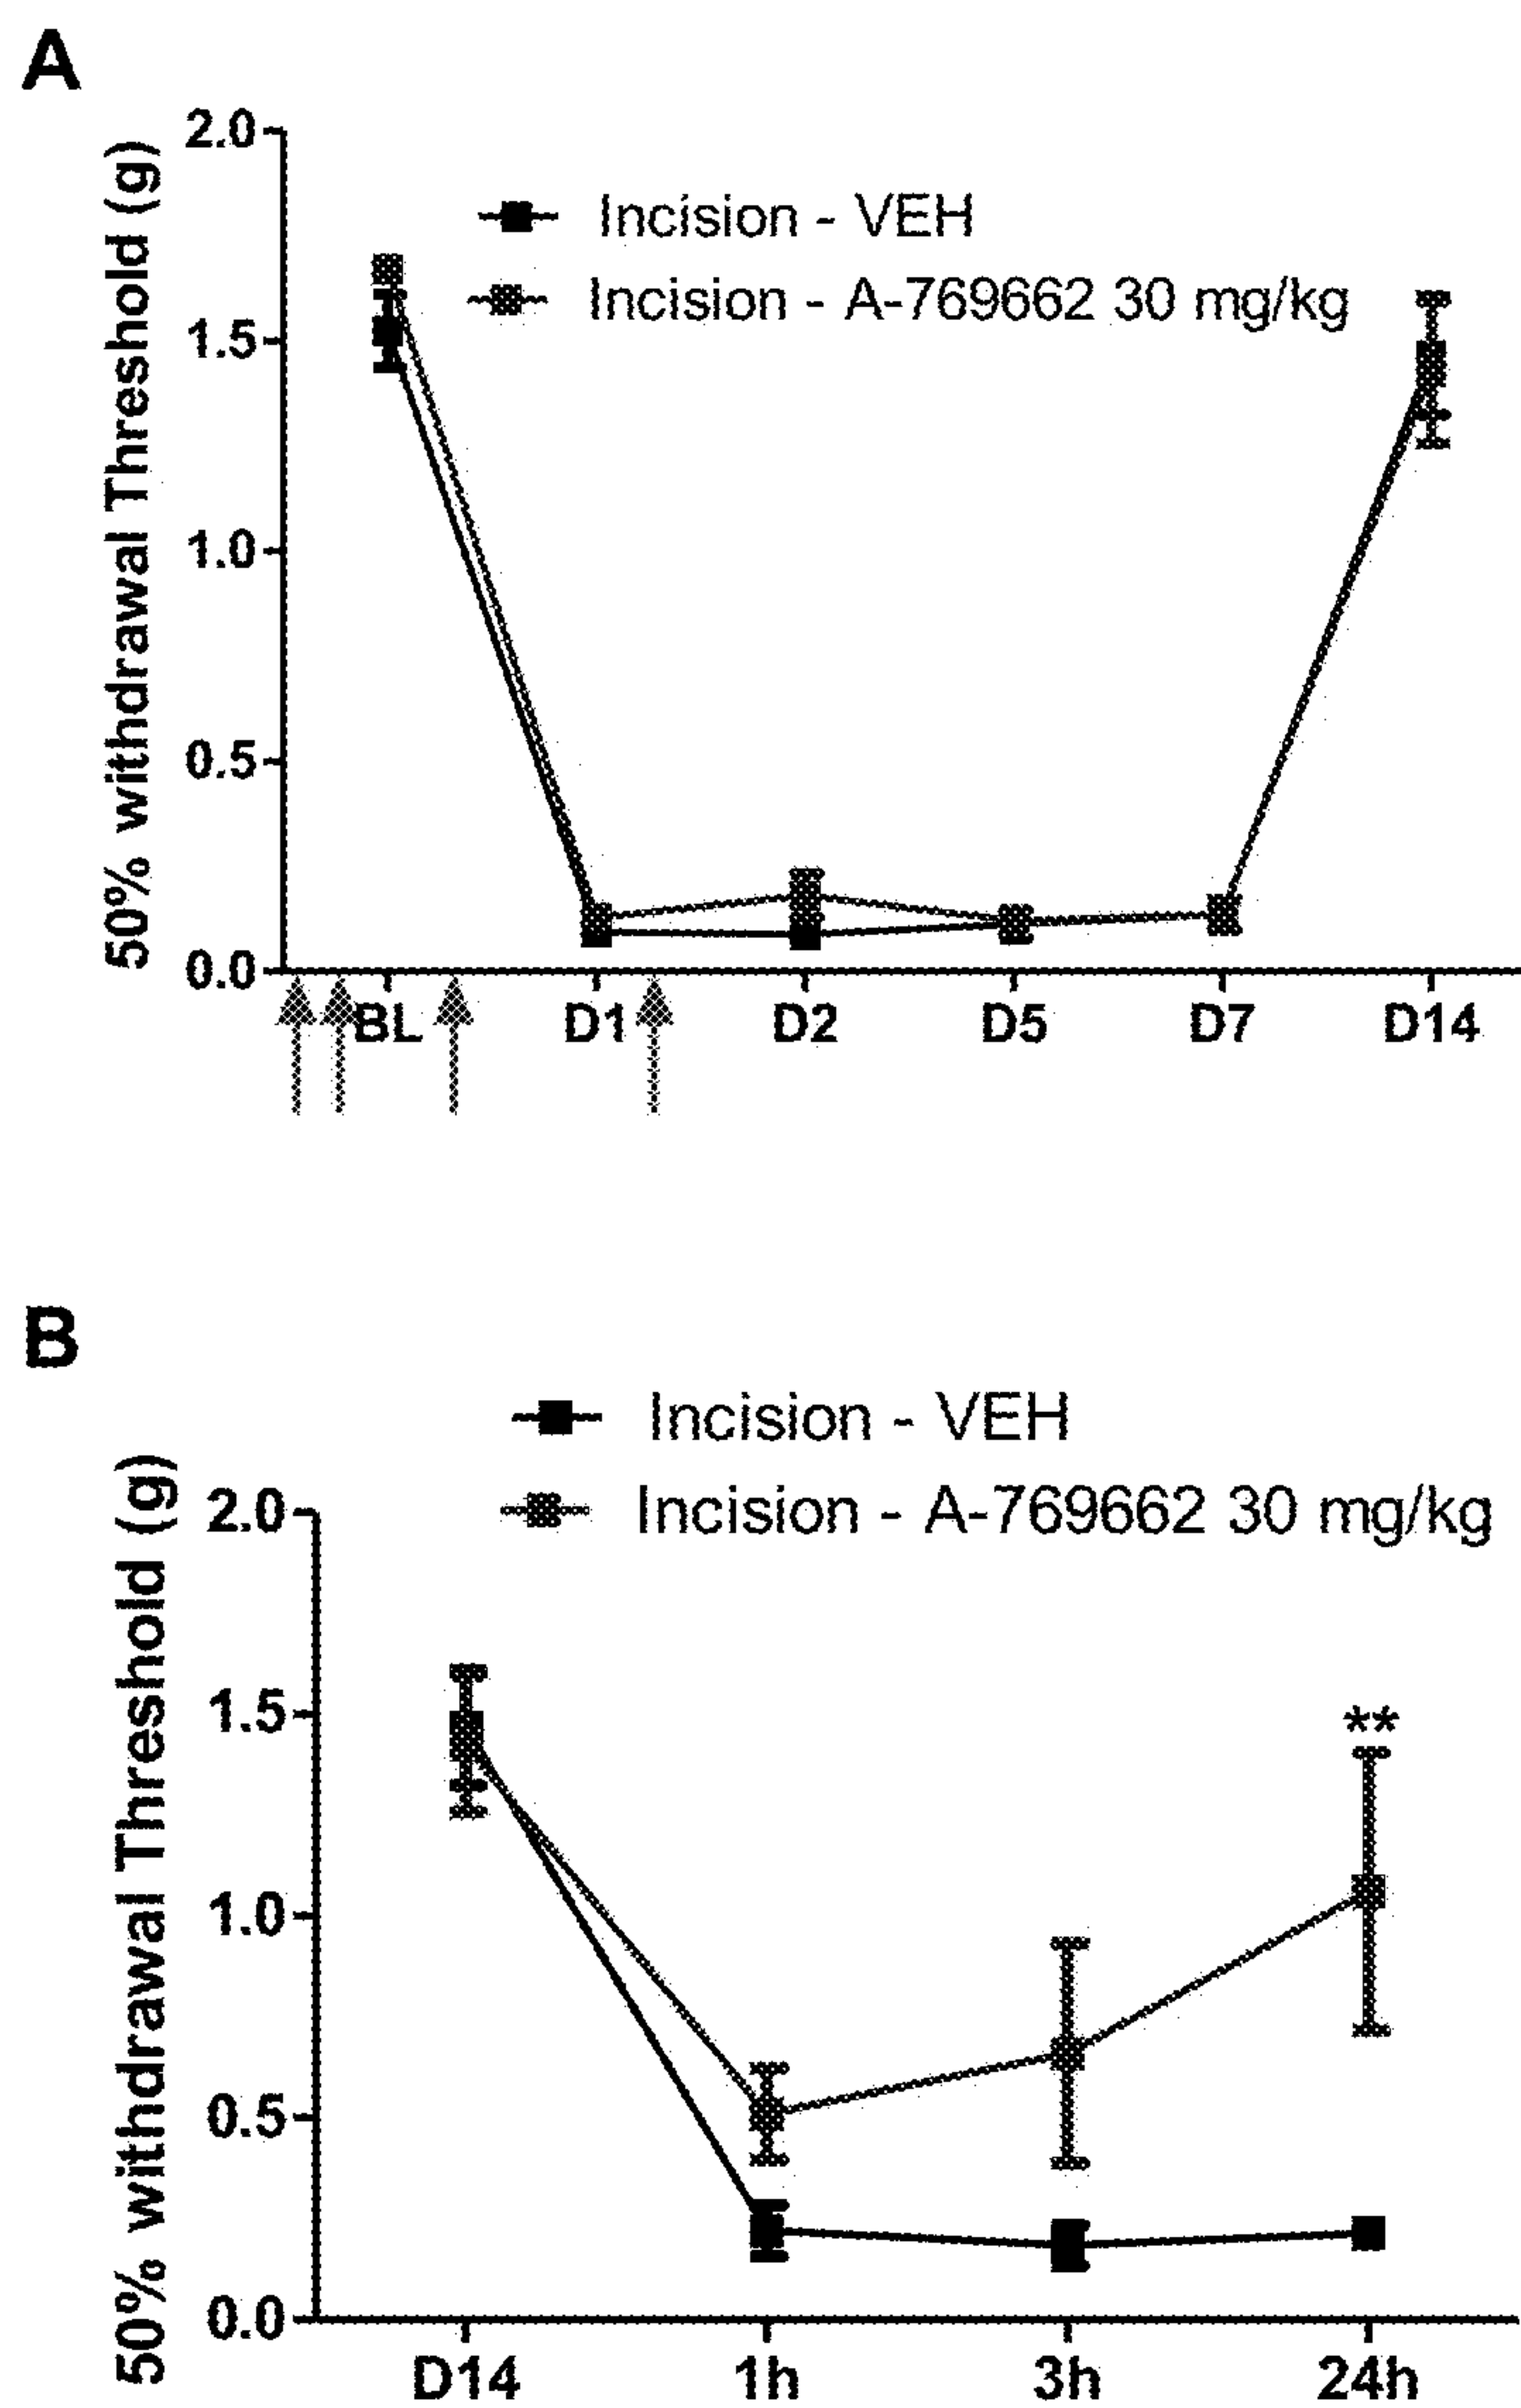 A
50% withdrawal Threshold (g)
2.0
1.5
1.0
0.5
0.0
Incision - VEH
Incision - A-769662 30 mg/kg
BL D1 D2 D5 D7 D14
B
50% withdrawal Threshold (g)
2.0
1.5
1.0
0.5
0.0
Incision - VEH
Incision - A-769662 30 mg/kg
**
D14 1h 3h 24h